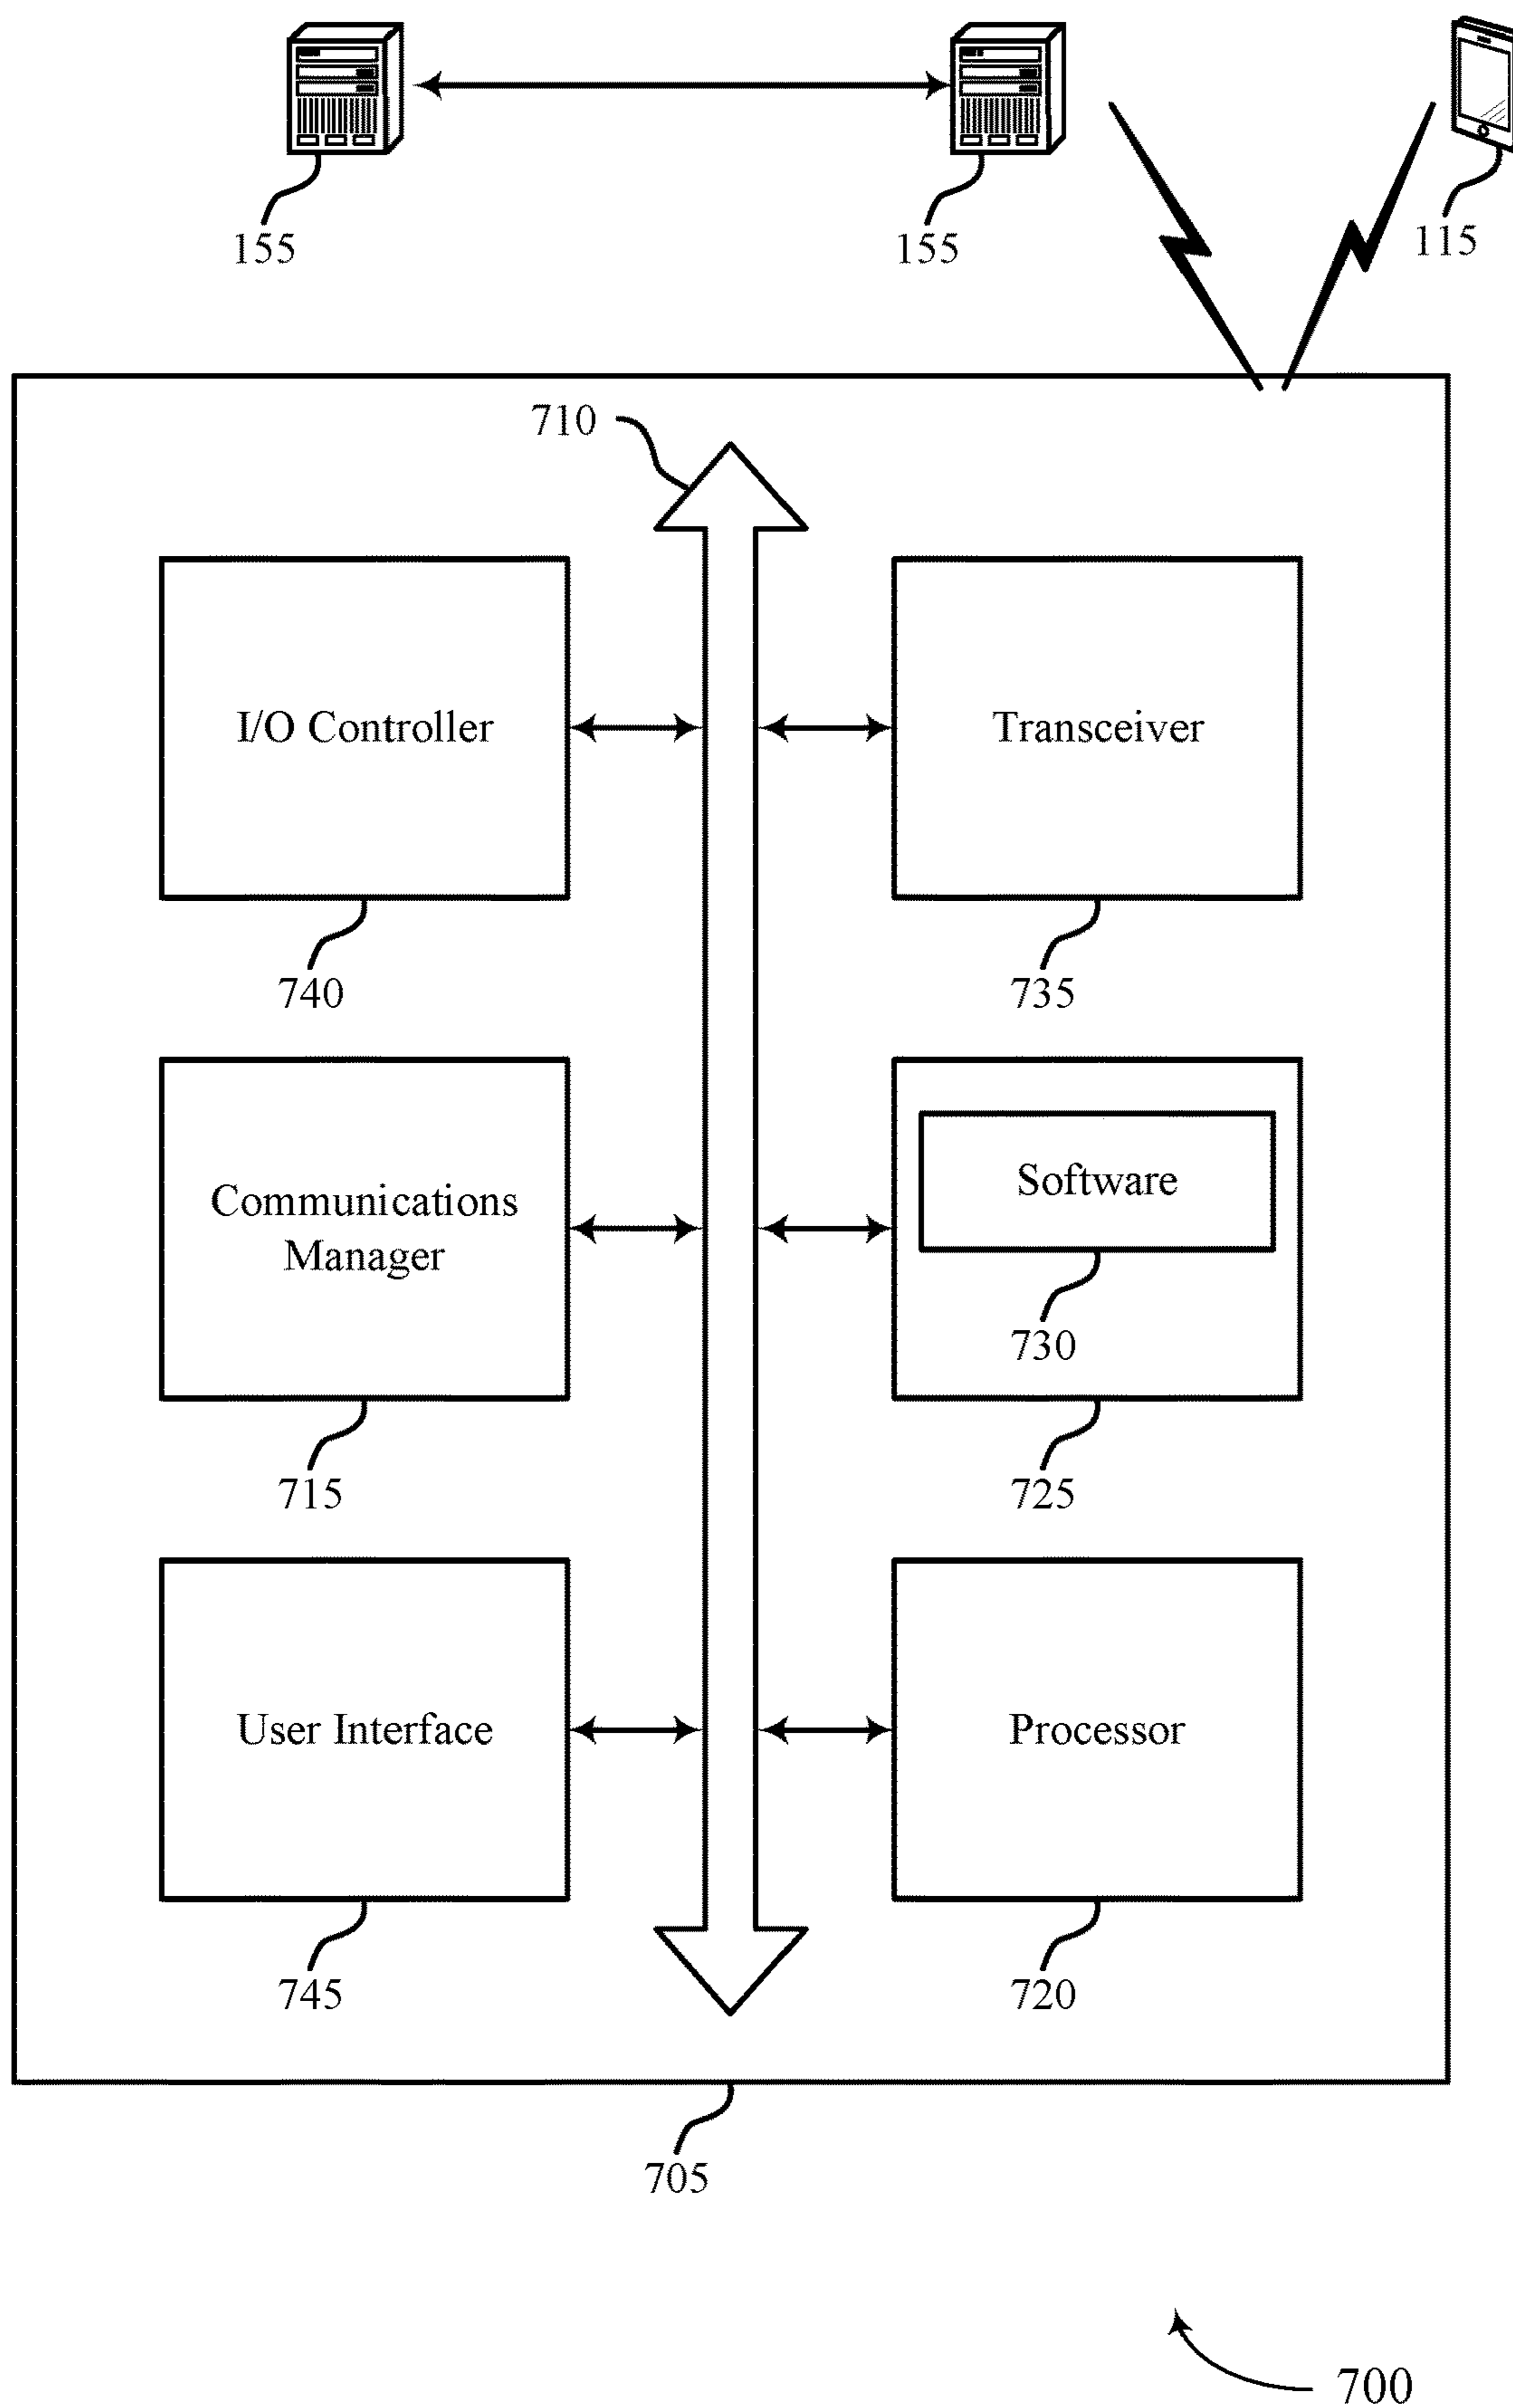 155
155
115
710
I/O Controller
Transceiver
740
735
Communications
Manager
Software
730
715
725
User Interface
Processor
745
720
705
700